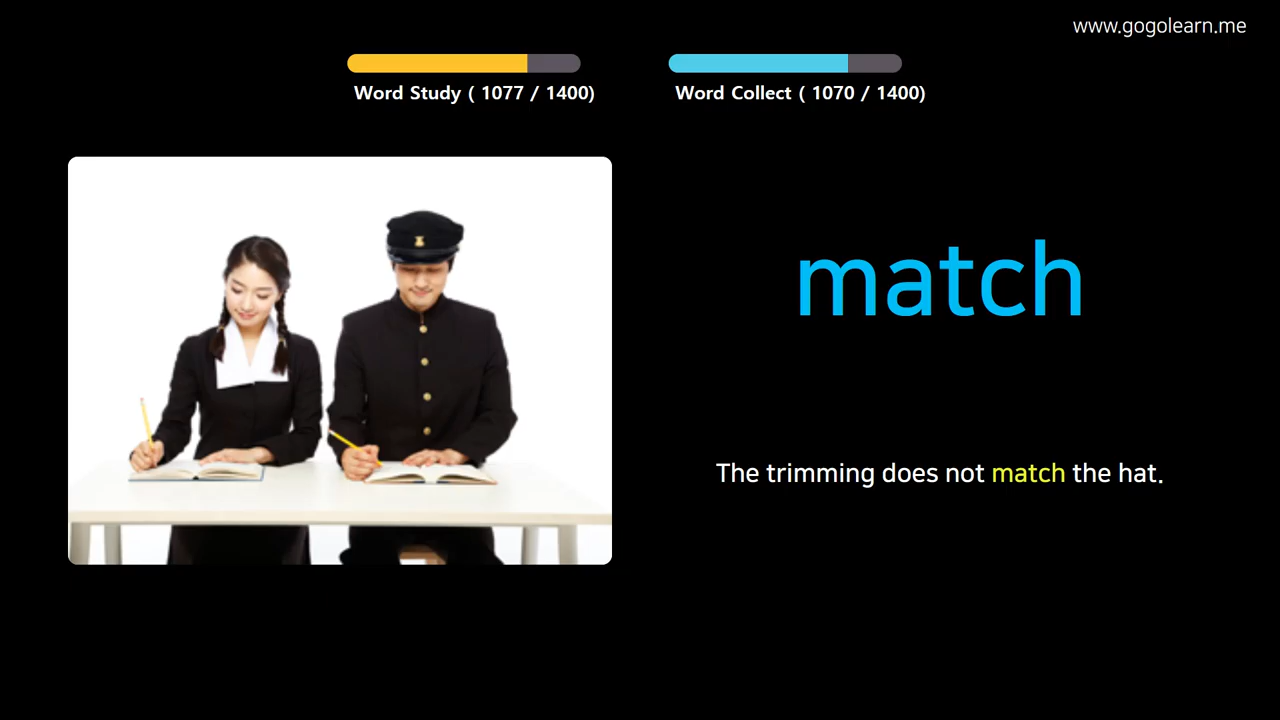 www.gogolearn.me
Word Study ( 1077 / 1400)
Word Collect ( 1070 / 1400)
match
The trimming does not match the hat.